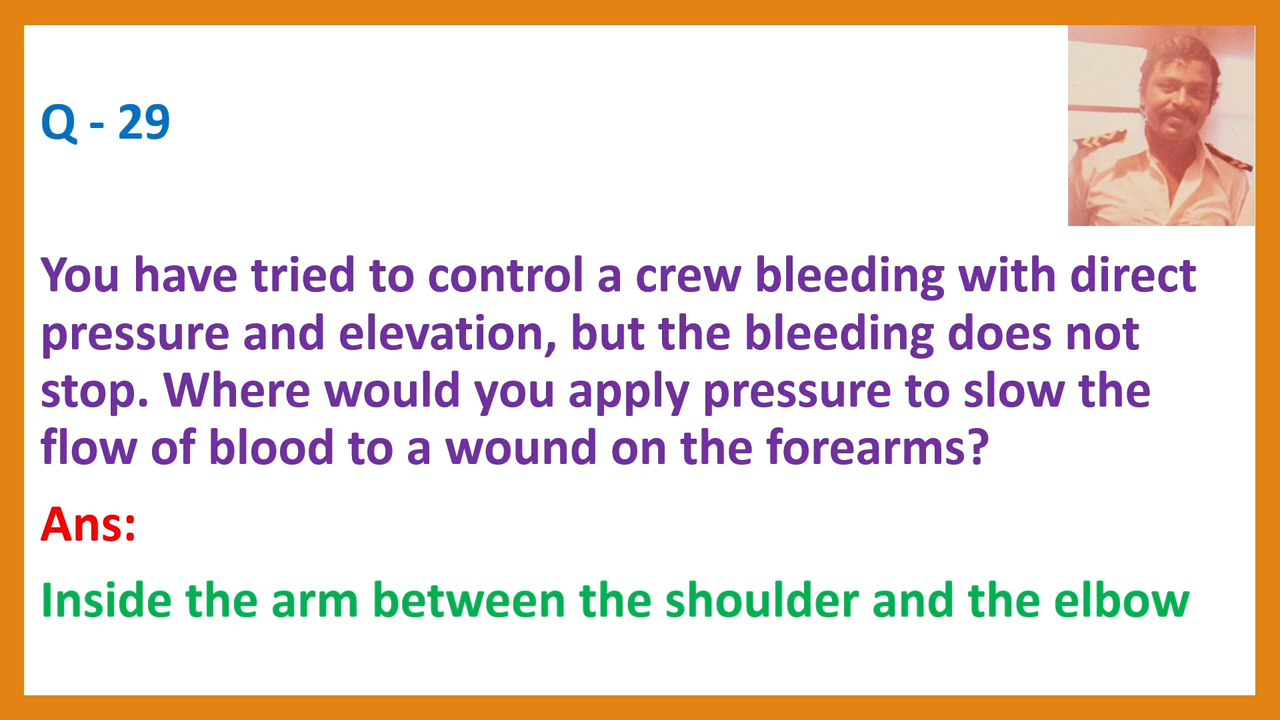 Q - 29
You have tried to control a crew bleeding with direct
pressure and elevation, but the bleeding does not
stop. Where would you apply pressure to slow the
flow of blood to a wound on the forearms?
Ans:
Inside the arm between the shoulder and the elbow